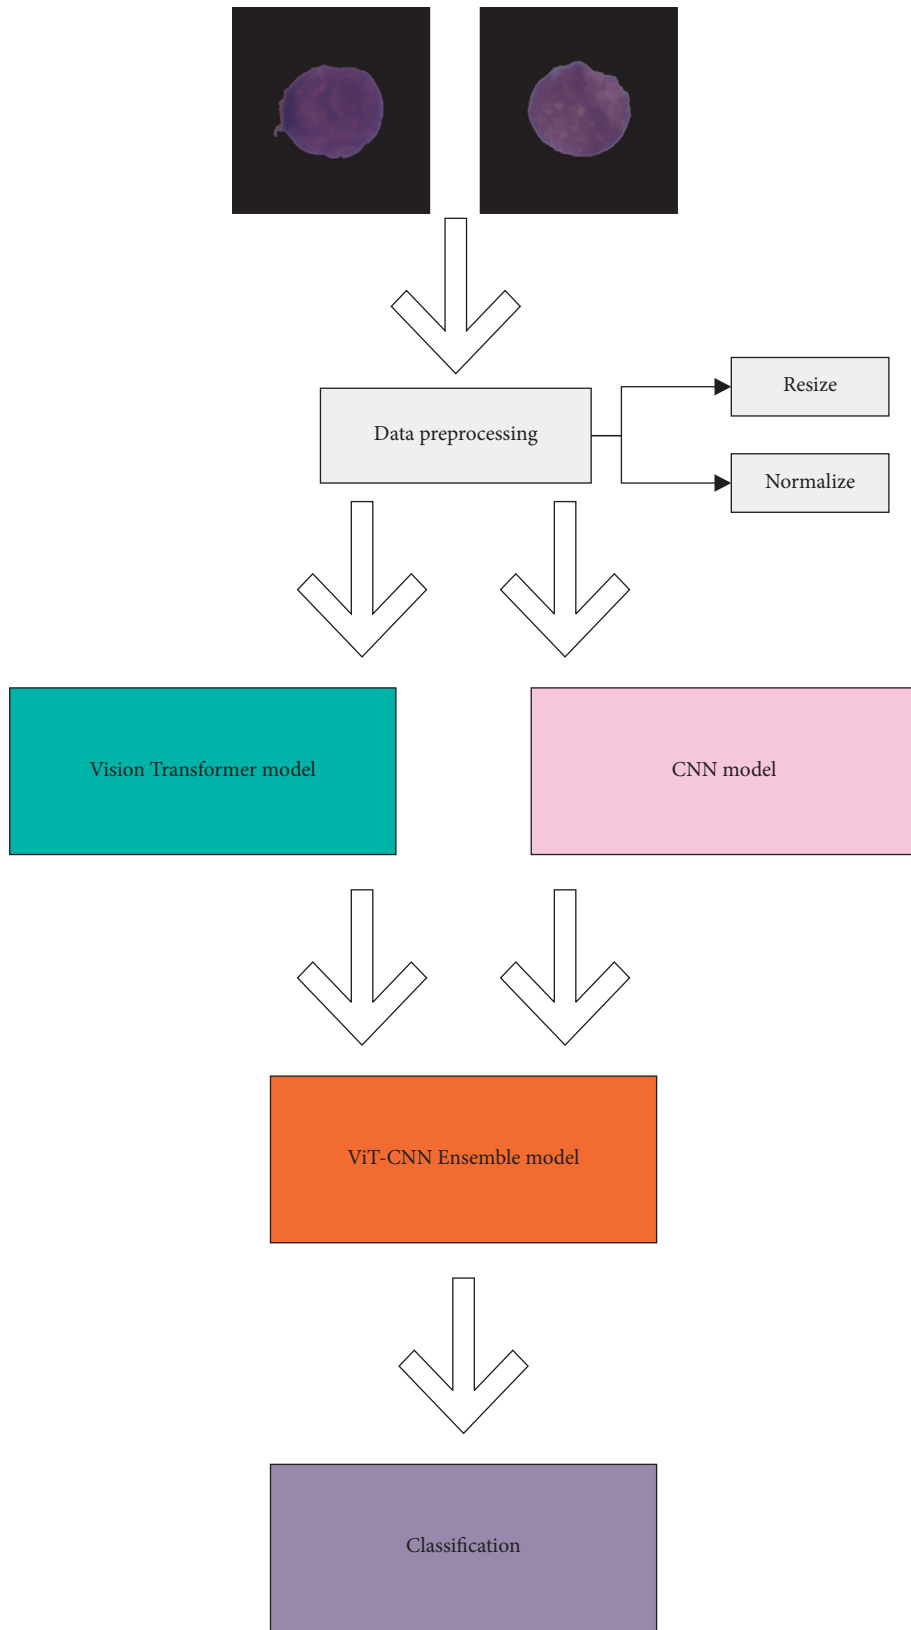 Data preprocessing
Resize
Normalize
Vision Transformer model
CNN model
ViT-CNN Ensemble model
Classification